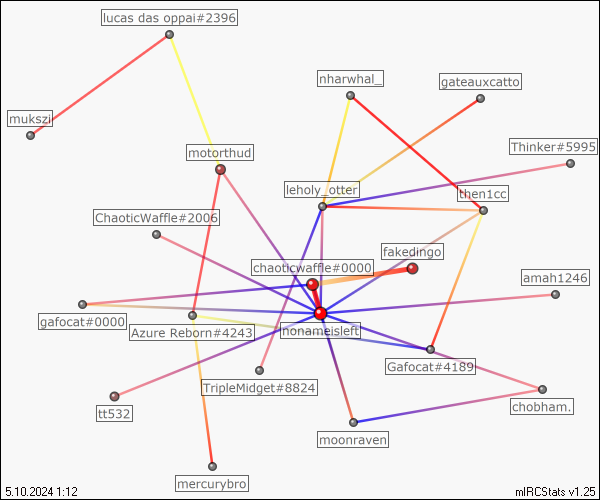 lucas das oppai#2396
nharwhal_
gateauxcatto
mukszi
Thinker#5995
motorthud
leholy_otter
then1cc
ChaoticWaffle#2006
fakedingo
chaoticwaffle#0000
amah1246
gafocat#0000
Azure Reborn#4243
nonameisleft
Gafocat#4189
TripleMidget#8824
chobham.
tt532
moonraven
mercurybro
5.10.2024 1:12
mIRCStats v1.25